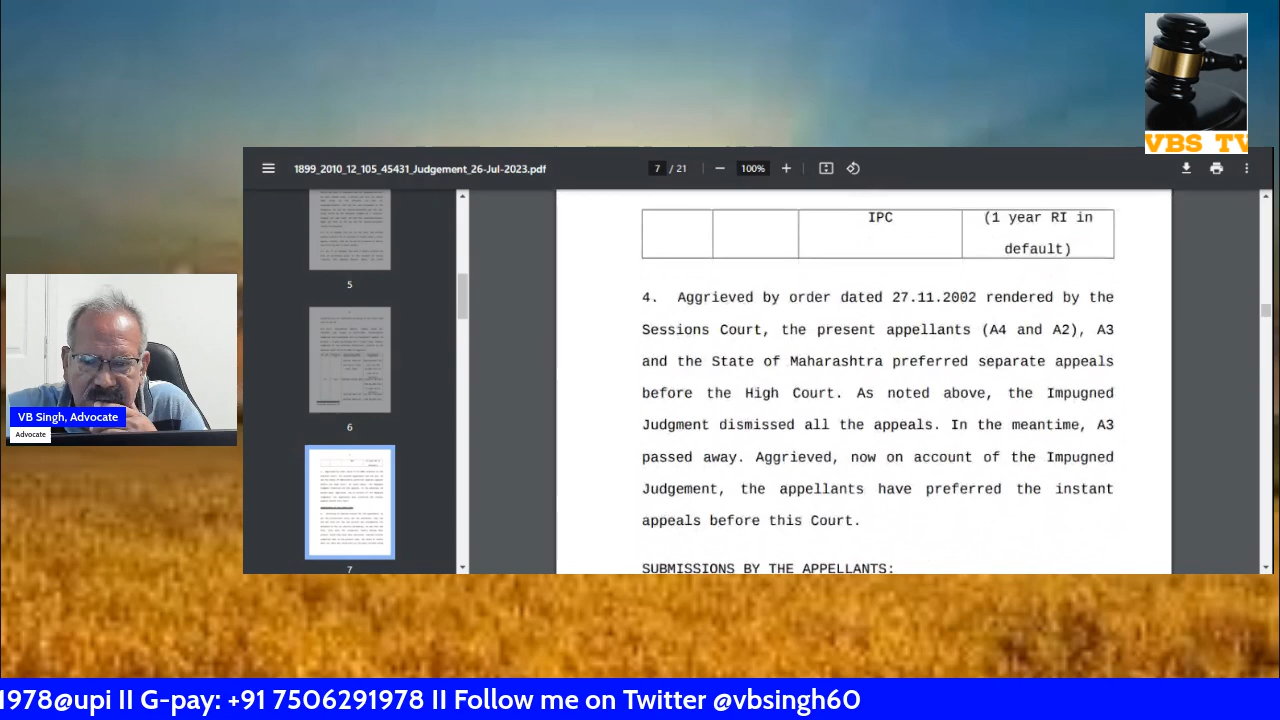 VBS TV
1899_2010_12_105_45431_Judgement_26-Jul-2023.pdf
7 / 21
100%
5
6
7
IPC
(1 year RI in
default)
4. Aggrieved by order dated 27.11.2002 rendered by the
Sessions Court, the present appellants (A4 and A2), A3
and the State of Maharashtra preferred separate appeals
before the High Court. As noted above, the Impugned
Judgment dismissed all the appeals. In the meantime, A3
passed away. Aggrieved, now on account of the Impugned
Judgement, the appellants have preferred the instant
appeals before this Court.
SUBMISSIONS BY THE APPELLANTS:
VB Singh, Advocate
Advocate
1978@upi II G-pay: +91 7506291978 II Follow me on Twitter @vbsingh60